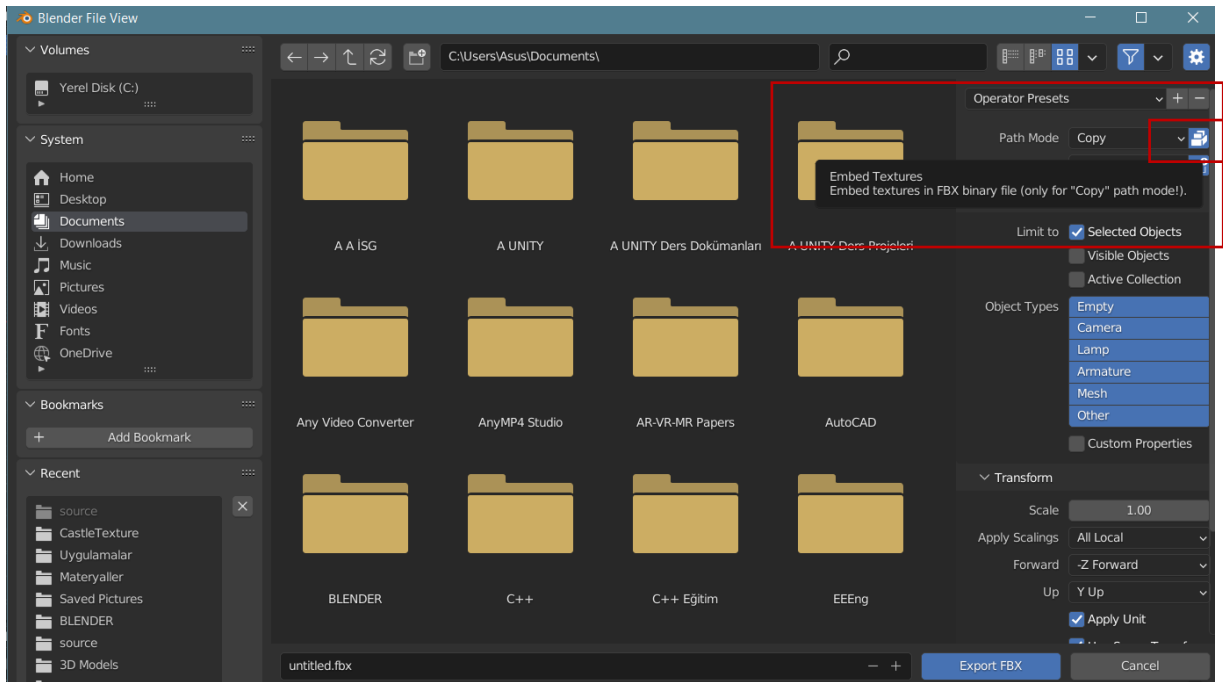 Blender File View
Volumes
Yerel Disk (C:)
System
Home
Desktop
Documents
Downloads
Music
Pictures
Videos
Fonts
OneDrive
Bookmarks
Add Bookmark
Recent
source
CastleTexture
Uygulamalar
Materyaller
Saved Pictures
BLENDER
source
3D Models
C:\Users\Asus\Documents\
A A İSG
A UNITY
A UNITY Ders Dokümanları
A UNITY Ders Projeleri
Any Video Converter
AnyMP4 Studio
AR-VR-MR Papers
AutoCAD
BLENDER
C++
C++ Eğitim
EEEng
Operator Presets
Path Mode Copy
Embed Textures
Embed textures in FBX binary file (only for "Copy" path mode!).
Limit to Selected Objects
Visible Objects
Active Collection
Object Types Empty
Camera
Lamp
Armature
Mesh
Other
Custom Properties
Transform
Scale 1.00
Apply Scalings All Local
Forward -Z Forward
Up Y Up
Apply Unit
untitled.fbx
Export FBX
Cancel